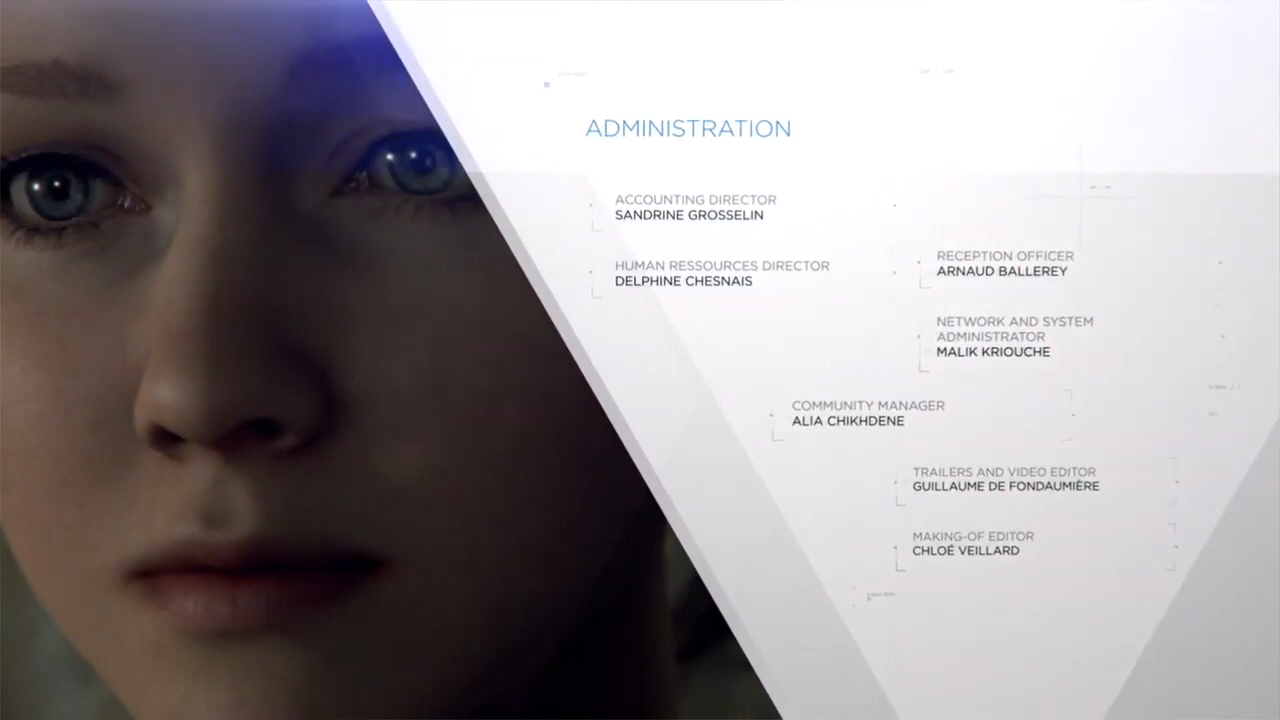 ADMINISTRATION
ACCOUNTING DIRECTOR
SANDRINE GROSSELIN
HUMAN RESSOURCES DIRECTOR
DELPHINE CHESNAIS
RECEPTION OFFICER
ARNAUD BALLEREY
NETWORK AND SYSTEM
ADMINISTRATOR
MALIK KRIOUCHE
COMMUNITY MANAGER
ALIA CHIKHDENE
TRAILERS AND VIDEO EDITOR
GUILLAUME DE FONDAUMIÈRE
MAKING-OF EDITOR
CHLOÉ VEILLARD